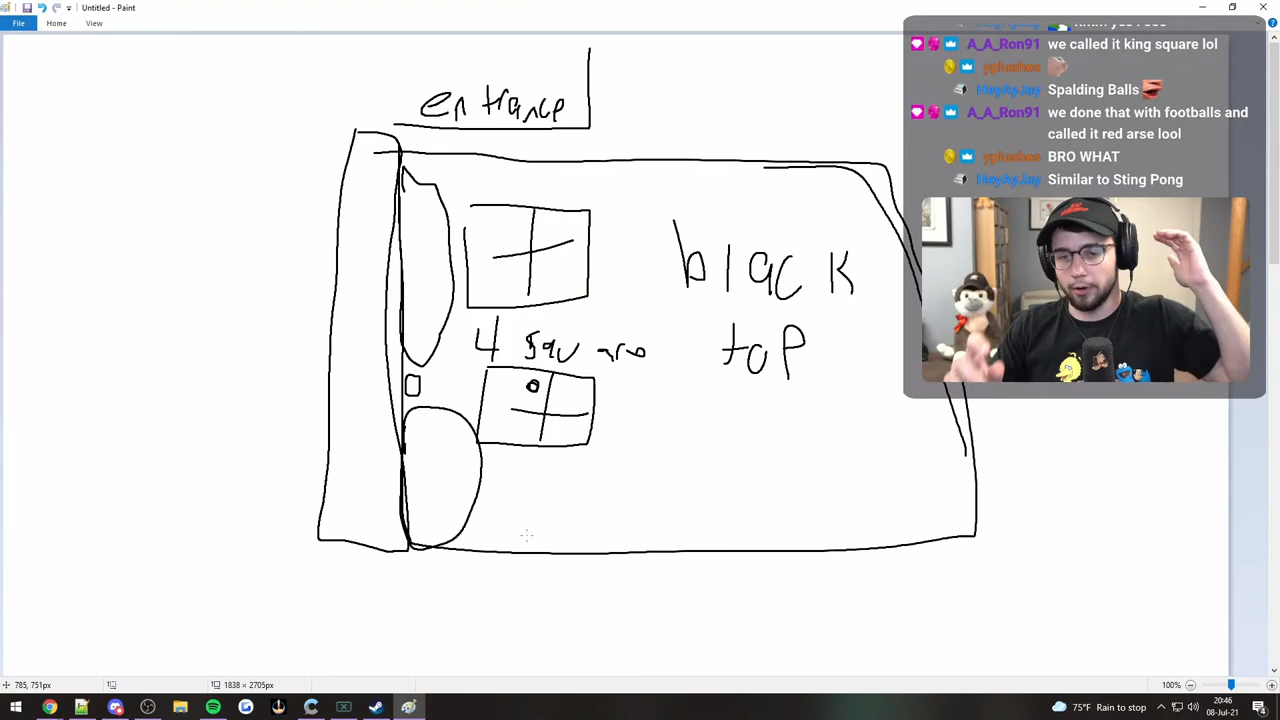 Untitled - Paint
File
Home
View
A_A_Ron91 we called it king square lol
yplushos
HeyAyJay Spalding Balls
A_A_Ron91 we done that with footballs and
called it red arse lool
yplushos BRO WHAT
HeyAyJay Similar to Sting Pong
entrance
black
top
4 square
785, 751px
1838 × 2705px
100%
75°F Rain to stop
20:46
08-Jul-21